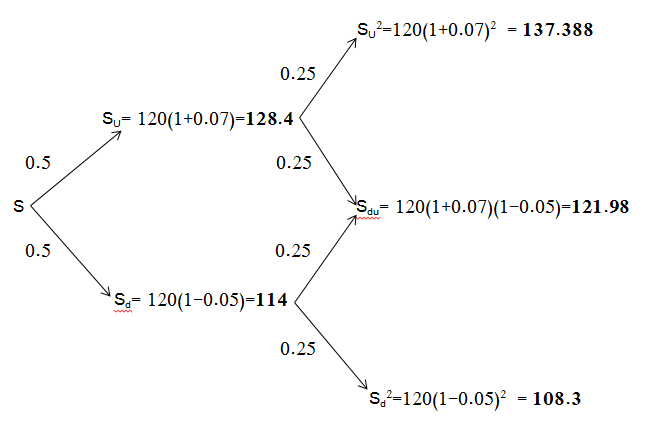 Su²=120(1+0.07)² = 137.388
0.25
Su= 120(1+0.07)=128.4
0.5
0.25
S
Sdu= 120(1+0.07)(1−0.05)=121.98
0.5
0.25
Sd= 120(1−0.05)=114
0.25
Sd²=120(1−0.05)² = 108.3